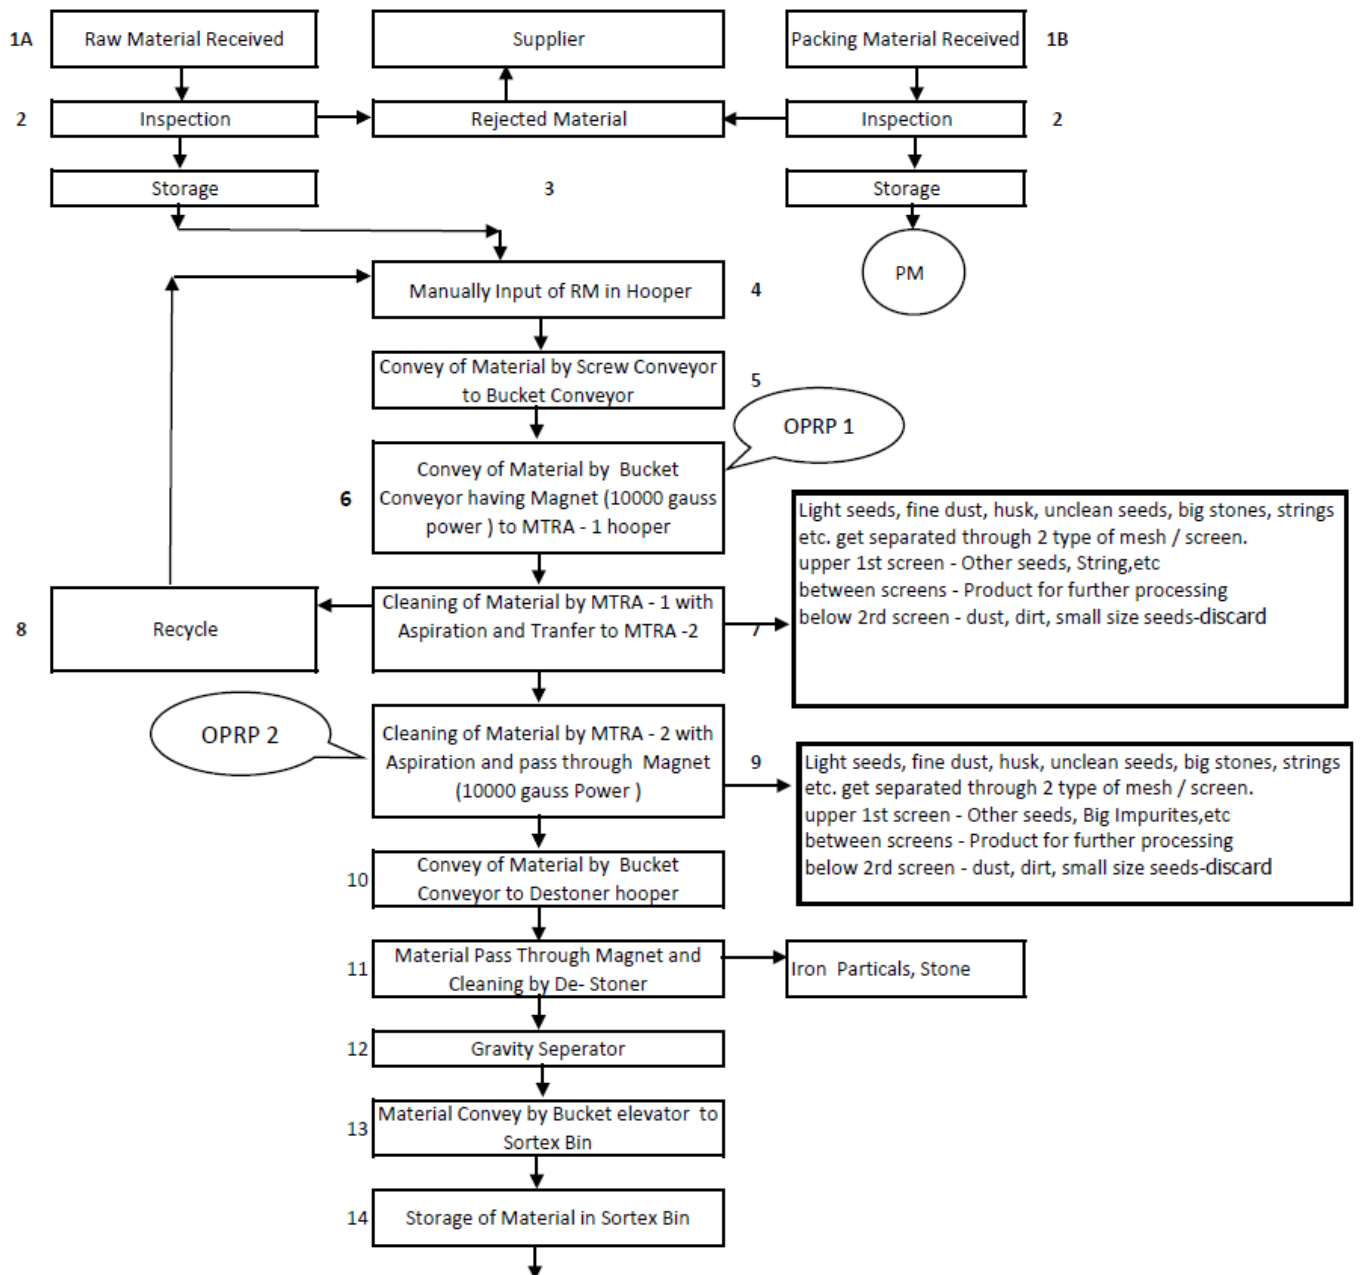 1A
Raw Material Received
Supplier
Packing Material Received
1B
2
Inspection
Rejected Material
Inspection
2
Storage
3
Storage
PM
Manually Input of RM in Hooper
4
Convey of Material by Screw Conveyor
to Bucket Conveyor
5
OPRP 1
6
Convey of Material by Bucket
Conveyor having Magnet (10000 gauss
power ) to MTRA - 1 hooper
Light seeds, fine dust, husk, unclean seeds, big stones, strings
etc. get separated through 2 type of mesh / screen.
upper 1st screen - Other seeds, String,etc
between screens - Product for further processing
below 2rd screen - dust, dirt, small size seeds-discard
8
Recycle
Cleaning of Material by MTRA - 1 with
Aspiration and Tranfer to MTRA -2
7
OPRP 2
Cleaning of Material by MTRA - 2 with
Aspiration and pass through Magnet
(10000 gauss Power )
9
Light seeds, fine dust, husk, unclean seeds, big stones, strings
etc. get separated through 2 type of mesh / screen.
upper 1st screen - Other seeds, Big Impurites,etc
between screens - Product for further processing
below 2rd screen - dust, dirt, small size seeds-discard
10
Convey of Material by Bucket
Conveyor to Destoner hooper
11
Material Pass Through Magnet and
Cleaning by De- Stoner
Iron Particals, Stone
12
Gravity Seperator
13
Material Convey by Bucket elevator to
Sortex Bin
14
Storage of Material in Sortex Bin